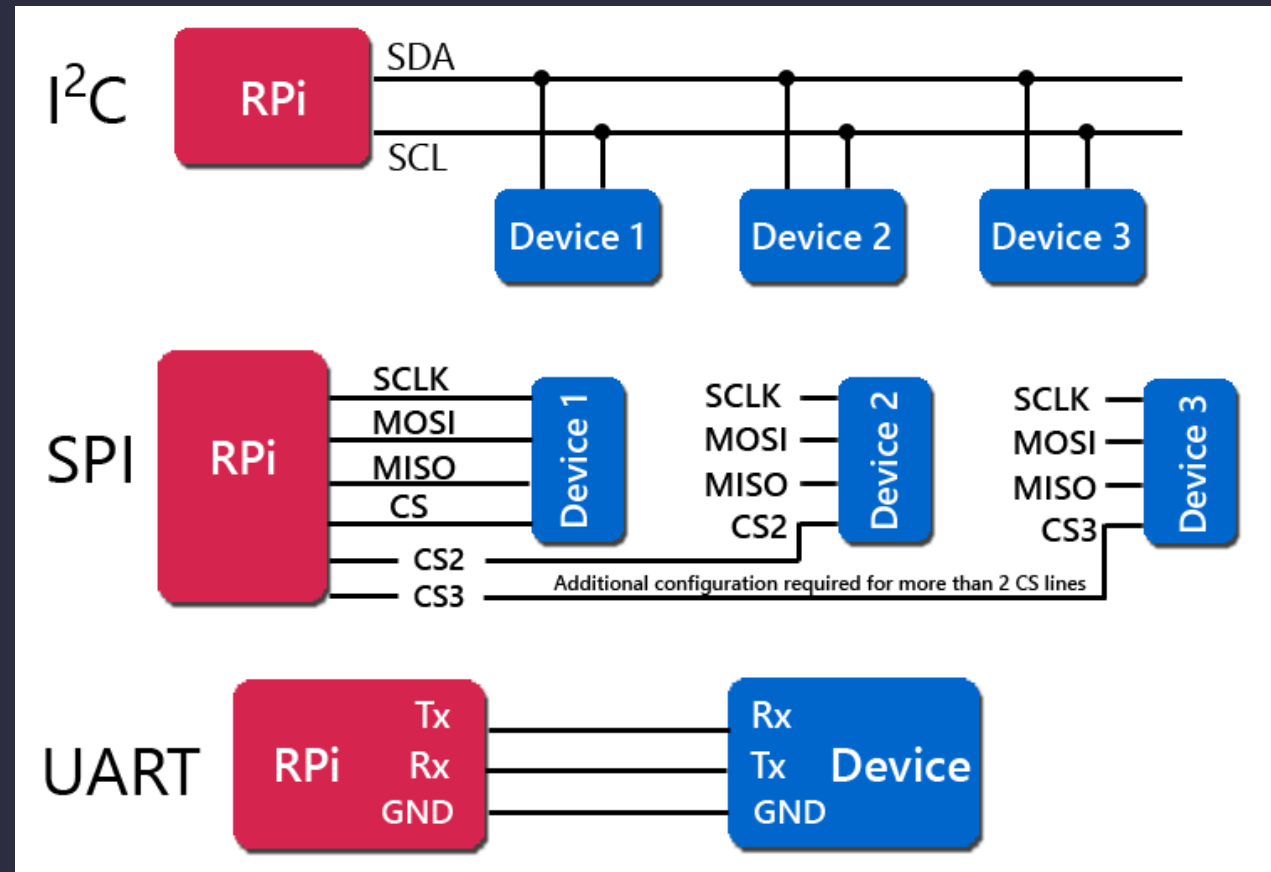 I²C
RPi
SDA
SCL
Device 1
Device 2
Device 3
SPI
RPi
SCLK
MOSI
MISO
CS
CS2
CS3
Device 1
SCLK
MOSI
MISO
CS2
Device 2
SCLK
MOSI
MISO
CS3
Device 3
Additional configuration required for more than 2 CS lines
UART
RPi
Tx
Rx
GND
Rx
Tx
GND
Device